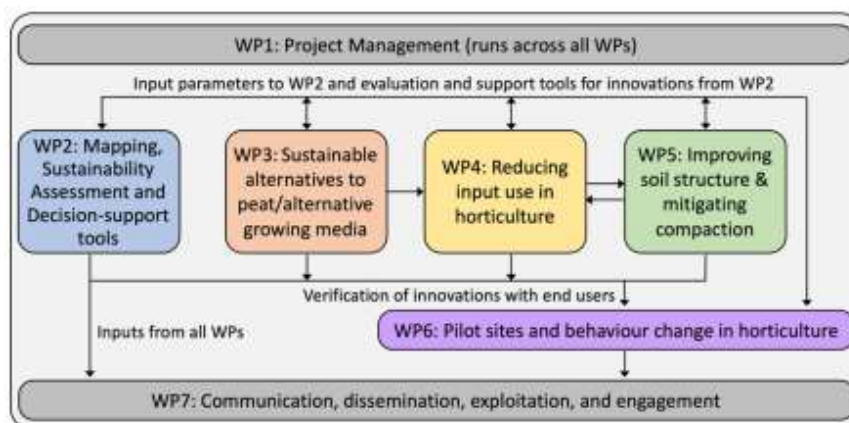 WP1: Project Management (runs across all WPs)
Input parameters to WP2 and evaluation and support tools for innovations from WP2
WP2: Mapping,
Sustainability
Assessment and
Decision-support
tools
WP3: Sustainable
alternatives to
peat/alternative
growing media
WP4: Reducing
input use in
horticulture
WP5: Improving
soil structure &
mitigating
compaction
Verification of innovations with end users
Inputs from all WPs
WP6: Pilot sites and behaviour change in horticulture
WP7: Communication, dissemination, exploitation, and engagement